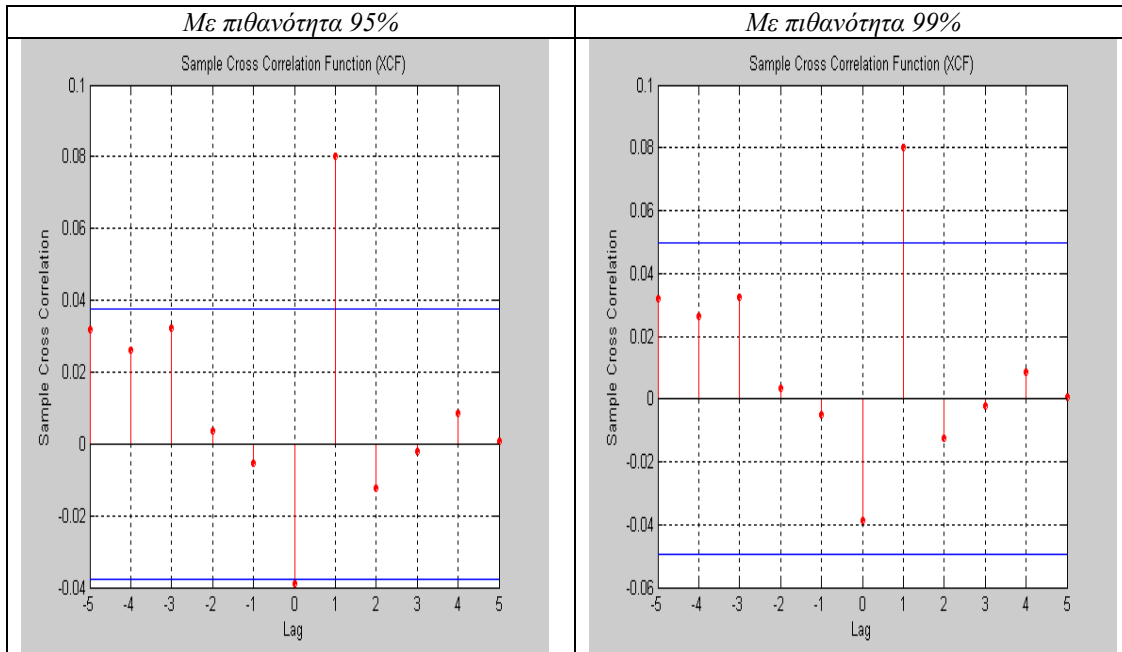 Με πιθανότητα 95%
Με πιθανότητα 99%
Sample Cross Correlation Function (XCF)
0.1
0.08
0.06
0.04
0.02
0
-0.02
-0.04
Sample Cross Correlation
-5 -4 -3 -2 -1 0 1 2 3 4 5
Lag
Sample Cross Correlation Function (XCF)
0.1
0.08
0.06
0.04
0.02
0
-0.02
-0.04
-0.06
Sample Cross Correlation
-5 -4 -3 -2 -1 0 1 2 3 4 5
Lag